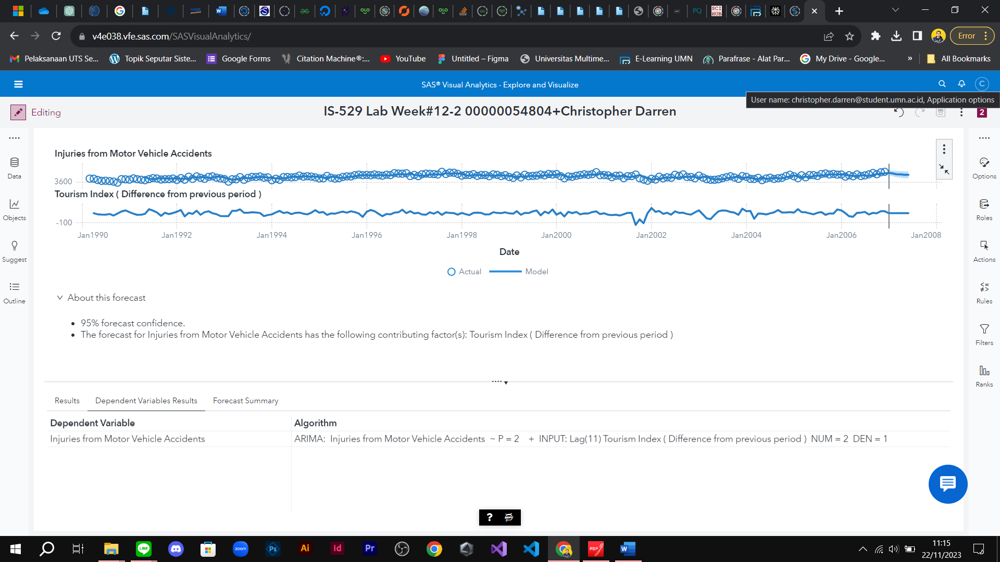 v4e038.vfe.sas.com/SASVisualAnalytics/
Error
Pelaksanaan UTS Se...
Topik Seputar Siste...
Google Forms
Citation Machine®:...
YouTube
Untitled – Figma
Universitas Multime...
E-Learning UMN
Parafrase - Alat Par...
My Drive - Google...
»
All Bookmarks
SAS® Visual Analytics - Explore and Visualize
C
User name: christopher.darren@student.umn.ac.id, Application options
Editing
IS-529 Lab Week#12-2 00000054804+Christopher Darren
2
Data
Objects
Suggest
Outline
Options
Roles
Actions
Rules
Filters
Ranks
Injuries from Motor Vehicle Accidents
3600
Tourism Index ( Difference from previous period )
-100
Jan1990 Jan1992 Jan1994 Jan1996 Jan1998 Jan2000 Jan2002 Jan2004 Jan2006 Jan2008
Date
Actual Model
About this forecast
• 95% forecast confidence.
• The forecast for Injuries from Motor Vehicle Accidents has the following contributing factor(s): Tourism Index ( Difference from previous period )
Results Dependent Variables Results Forecast Summary
Dependent Variable Algorithm
Injuries from Motor Vehicle Accidents ARIMA: Injuries from Motor Vehicle Accidents ~ P = 2 + INPUT: Lag(11) Tourism Index ( Difference from previous period ) NUM = 2 DEN = 1
?
LINE
zoom
Ps
Ai
Id
Pr
PDF
W
11:15
22/11/2023